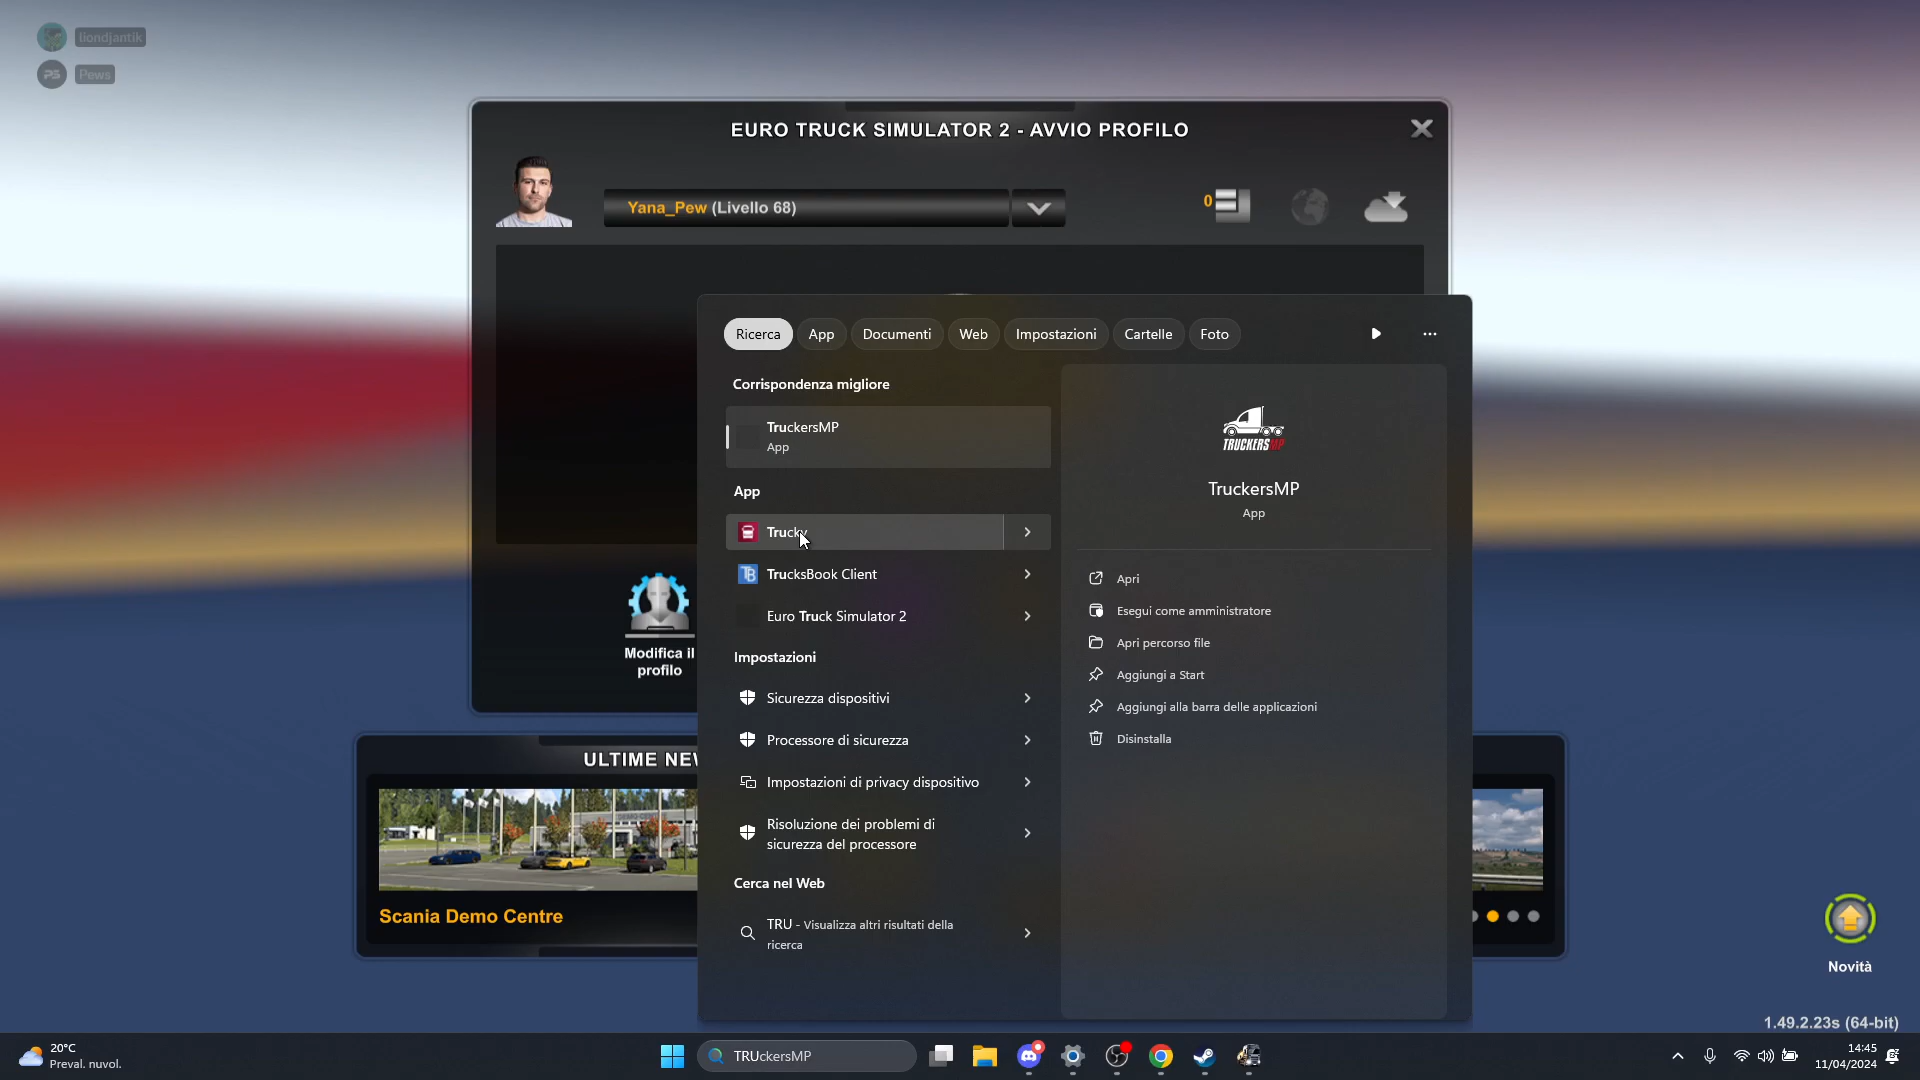 liondjantik
PS Pews
EURO TRUCK SIMULATOR 2 - AVVIO PROFILO
Yana_Pew (Livello 68)
0
Ricerca App Documenti Web Impostazioni Cartelle Foto
Corrispondenza migliore
TruckersMP
App
App
Trucky
TrucksBook Client
Euro Truck Simulator 2
Impostazioni
Sicurezza dispositivi
Processore di sicurezza
Impostazioni di privacy dispositivo
Risoluzione dei problemi di
sicurezza del processore
Cerca nel Web
TRU - Visualizza altri risultati della
ricerca
TRUCKERSMP
TruckersMP
App
Apri
Esegui come amministratore
Apri percorso file
Aggiungi a Start
Aggiungi alla barra delle applicazioni
Disinstalla
Modifica il
profilo
ULTIME NEW
Scania Demo Centre
Novità
1.49.2.23s (64-bit)
20°C
Preval. nuvol.
TRUckersMP
14:45
11/04/2024